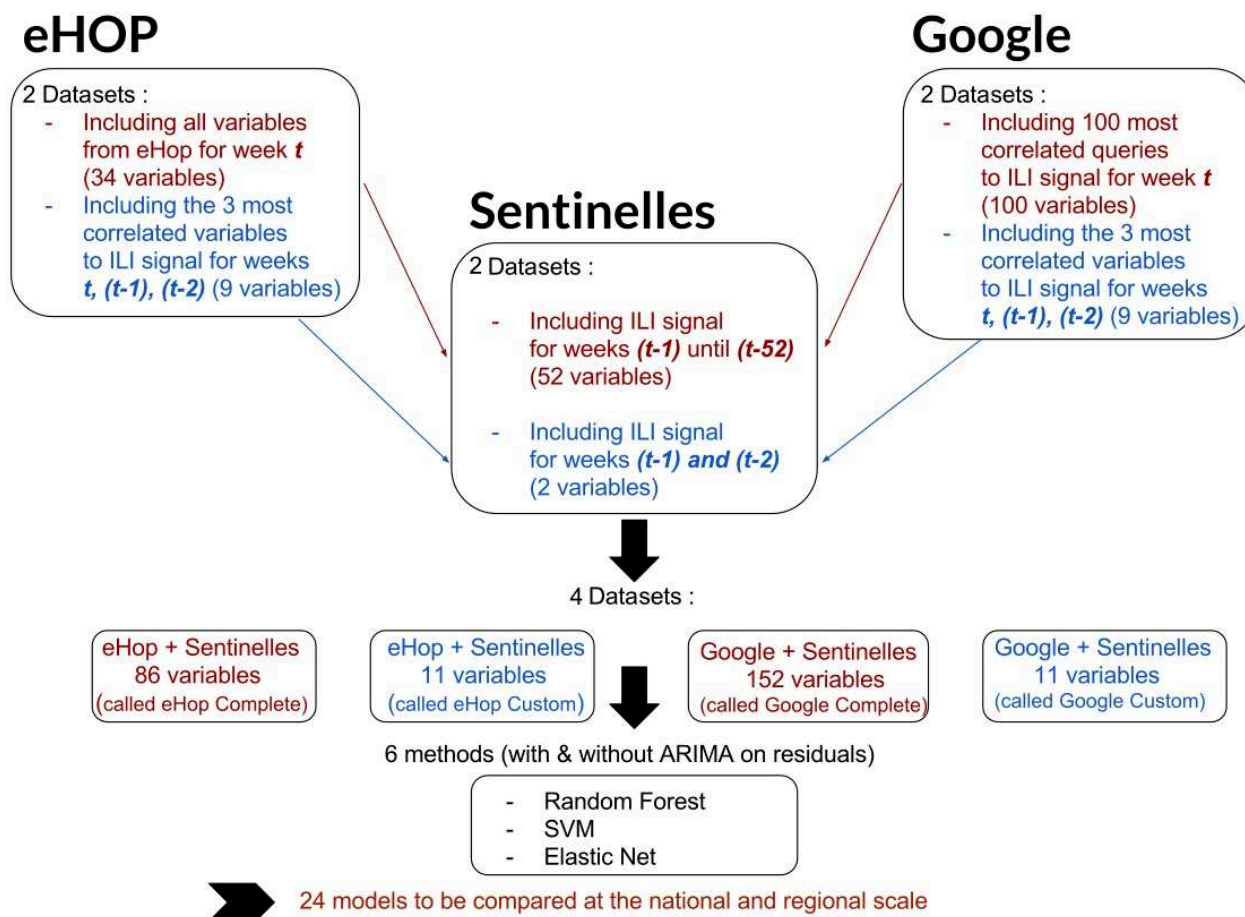 eHOP
2 Datasets :
- Including all variables
from eHop for week t
(34 variables)
- Including the 3 most
correlated variables
to ILI signal for weeks
t, (t-1), (t-2) (9 variables)
Google
2 Datasets :
- Including 100 most
correlated queries
to ILI signal for week t
(100 variables)
- Including the 3 most
correlated variables
to ILI signal for weeks
t, (t-1), (t-2) (9 variables)
Sentinelles
2 Datasets :
- Including ILI signal
for weeks (t-1) until (t-52)
(52 variables)
- Including ILI signal
for weeks (t-1) and (t-2)
(2 variables)
4 Datasets :
eHop + Sentinelles
86 variables
(called eHop Complete)
eHop + Sentinelles
11 variables
(called eHop Custom)
Google + Sentinelles
152 variables
(called Google Complete)
Google + Sentinelles
11 variables
(called Google Custom)
6 methods (with & without ARIMA on residuals)
- Random Forest
- SVM
- Elastic Net
24 models to be compared at the national and regional scale